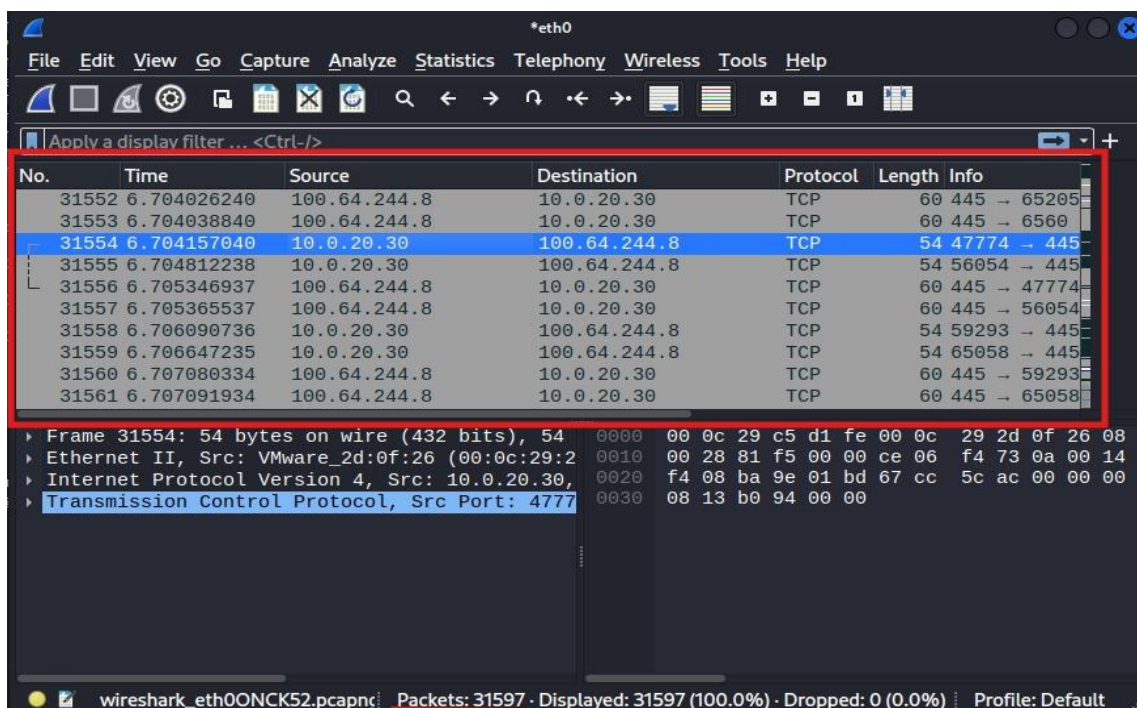 *eth0
File Edit View Go Capture Analyze Statistics Telephony Wireless Tools Help
Apply a display filter ... <Ctrl-/>
No. Time Source Destination Protocol Length Info
31552 6.704026240 100.64.244.8 10.0.20.30 TCP 60 445 → 65205
31553 6.704038840 100.64.244.8 10.0.20.30 TCP 60 445 → 6560
31554 6.704157040 10.0.20.30 100.64.244.8 TCP 54 47774 → 445
31555 6.704812238 10.0.20.30 100.64.244.8 TCP 54 56054 → 445
31556 6.705346937 100.64.244.8 10.0.20.30 TCP 60 445 → 47774
31557 6.705365537 100.64.244.8 10.0.20.30 TCP 60 445 → 56054
31558 6.706090736 10.0.20.30 100.64.244.8 TCP 54 59293 → 445
31559 6.706647235 10.0.20.30 100.64.244.8 TCP 54 65058 → 445
31560 6.707080334 100.64.244.8 10.0.20.30 TCP 60 445 → 59293
31561 6.707091934 100.64.244.8 10.0.20.30 TCP 60 445 → 65058
Frame 31554: 54 bytes on wire (432 bits), 54
Ethernet II, Src: VMware_2d:0f:26 (00:0c:29:2
Internet Protocol Version 4, Src: 10.0.20.30,
Transmission Control Protocol, Src Port: 4777
0000 00 0c 29 c5 d1 fe 00 0c 29 2d 0f 26 08
0010 00 28 81 f5 00 00 ce 06 f4 73 0a 00 14
0020 f4 08 ba 9e 01 bd 67 cc 5c ac 00 00 00
0030 08 13 b0 94 00 00
wireshark_eth0ONCK52.pcapng Packets: 31597 · Displayed: 31597 (100.0%) · Dropped: 0 (0.0%) Profile: Default